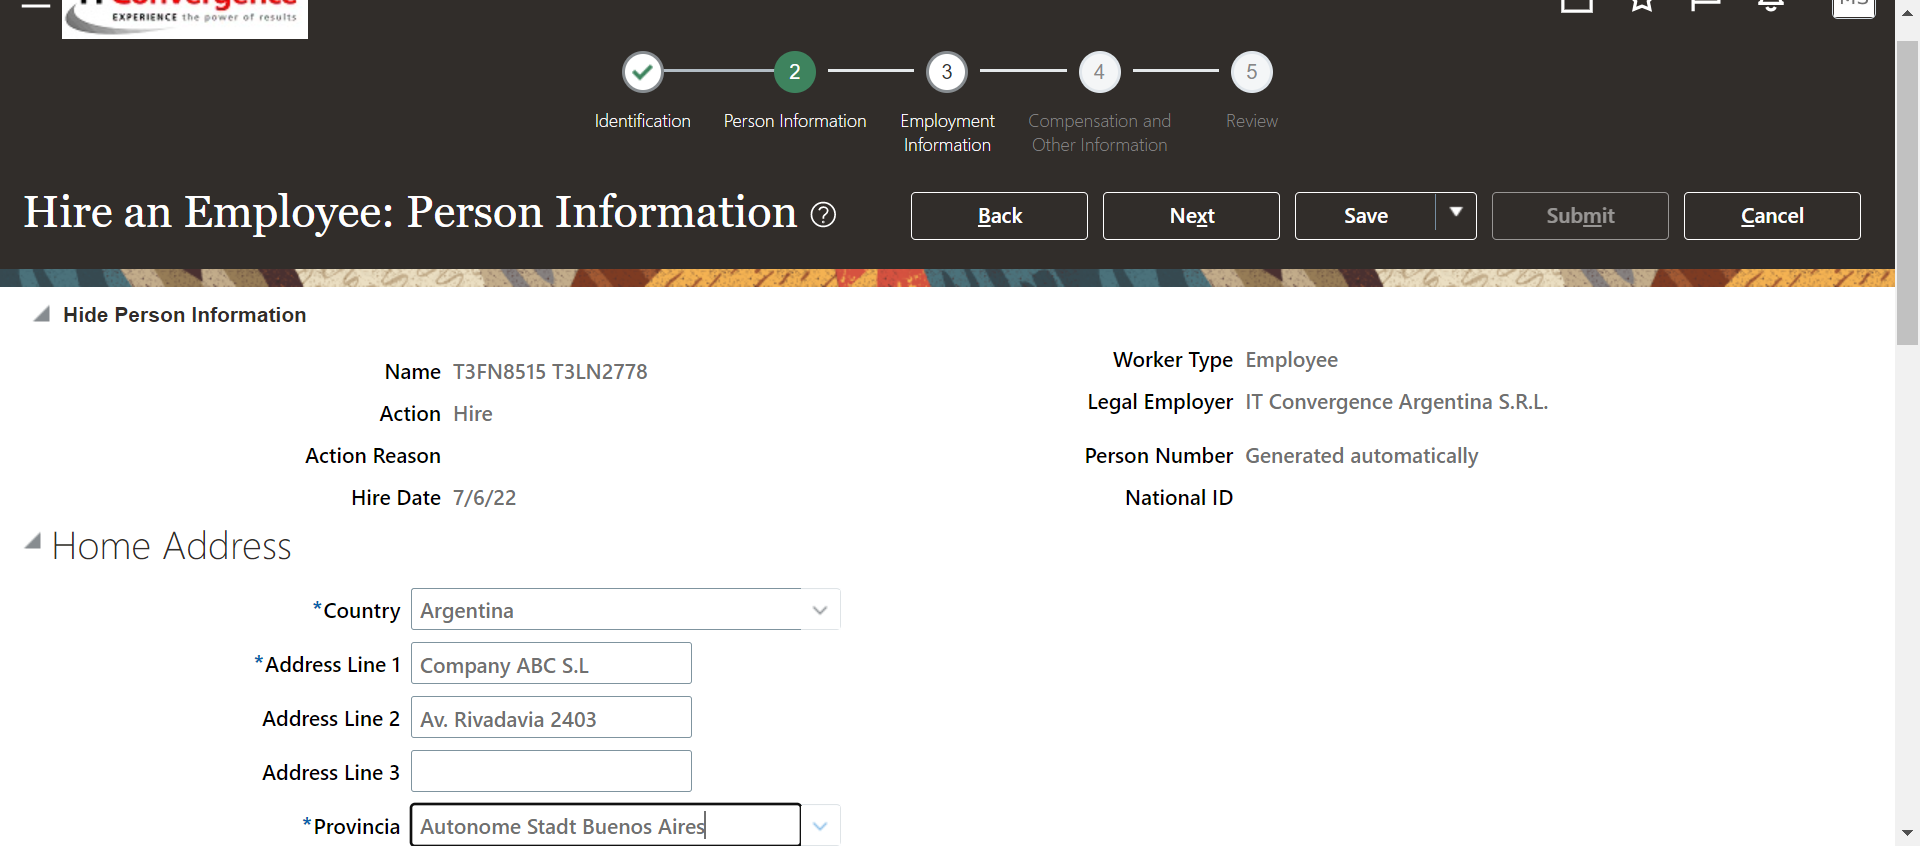 IT Convergence
EXPERIENCE the power of results
2
3
4
5
Identification
Person Information
Employment
Information
Compensation and
Other Information
Review
Hire an Employee: Person Information ?
Back
Next
Save
Submit
Cancel
Hide Person Information
Name T3FN8515 T3LN2778
Action Hire
Action Reason
Hire Date 7/6/22
Worker Type Employee
Legal Employer IT Convergence Argentina S.R.L.
Person Number Generated automatically
National ID
Home Address
*Country Argentina
*Address Line 1 Company ABC S.L
Address Line 2 Av. Rivadavia 2403
Address Line 3
*Provincia Autonome Stadt Buenos Aires